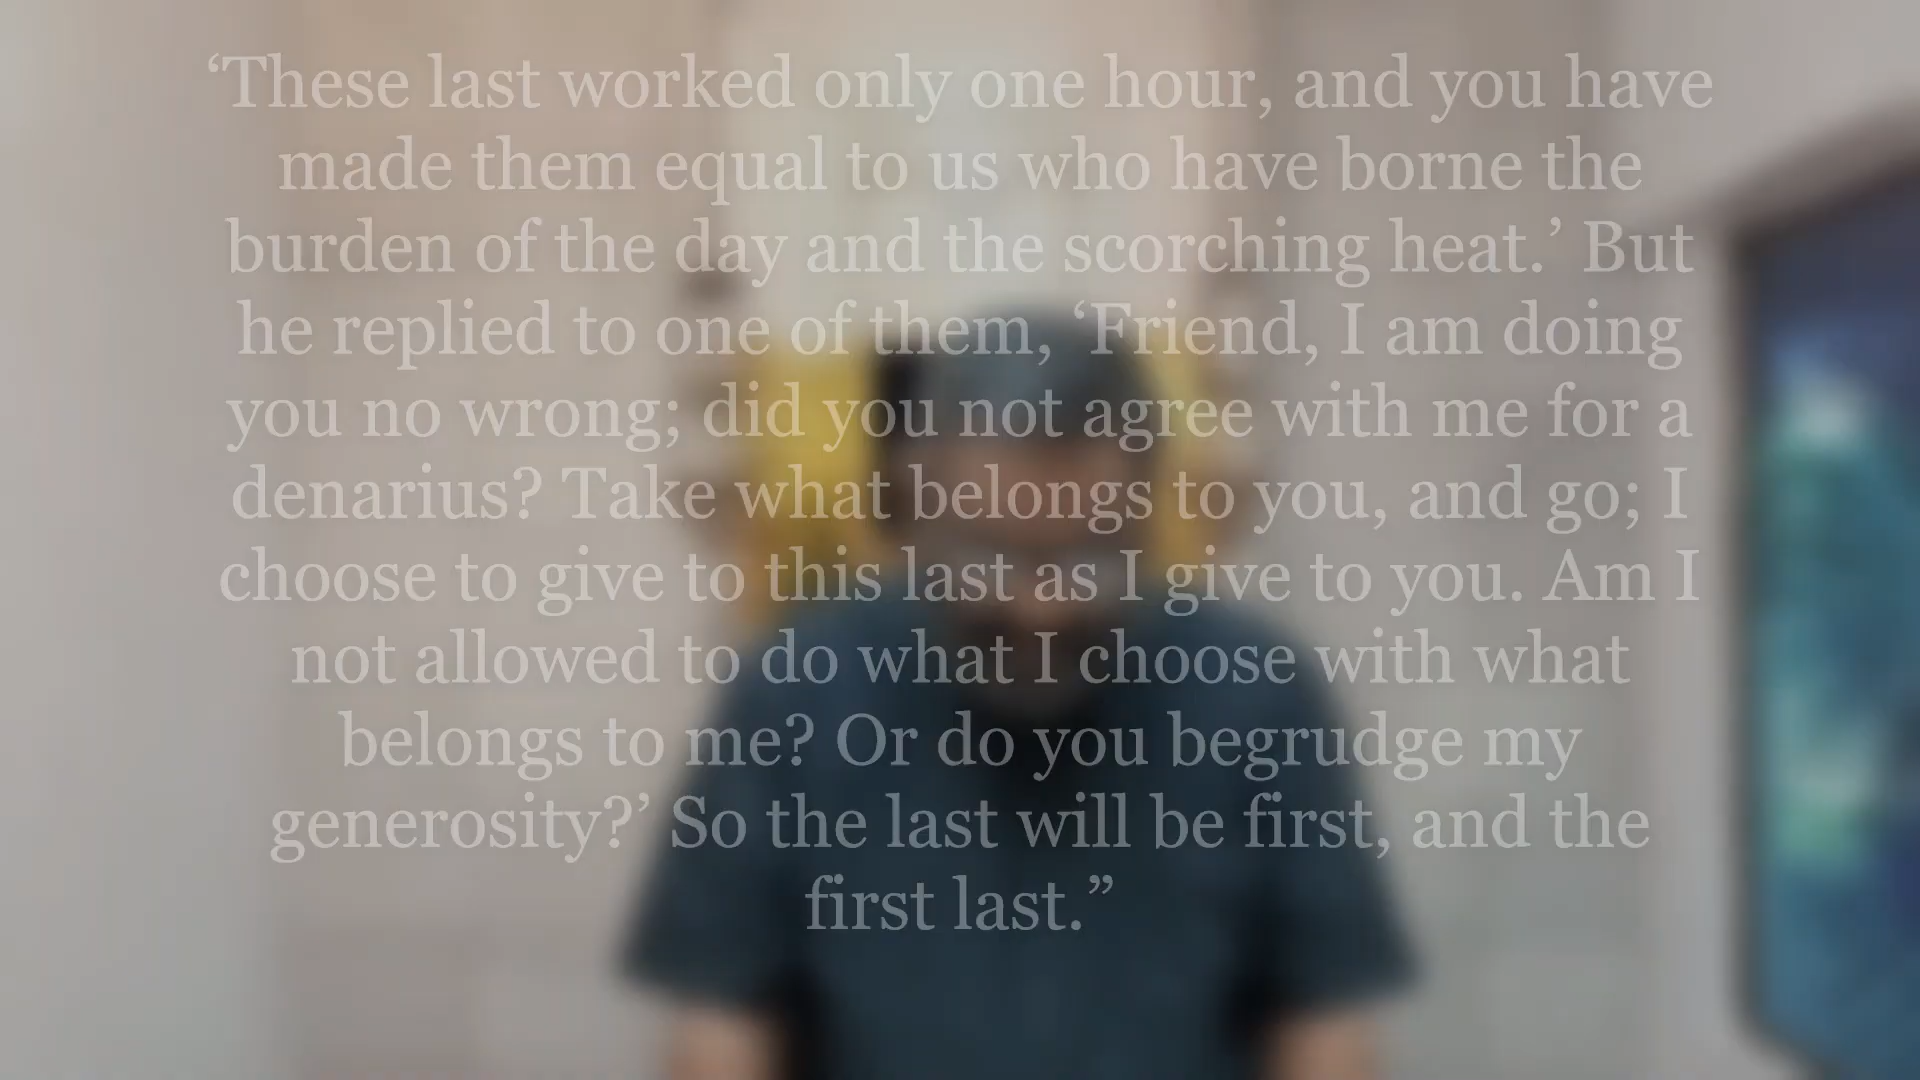 ‘These last worked only one hour, and you have
made them equal to us who have borne the
burden of the day and the scorching heat.’ But
he replied to one of them, ‘Friend, I am doing
you no wrong; did you not agree with me for a
denarius? Take what belongs to you, and go; I
choose to give to this last as I give to you. Am I
not allowed to do what I choose with what
belongs to me? Or do you begrudge my
generosity?’ So the last will be first, and the
first last.”